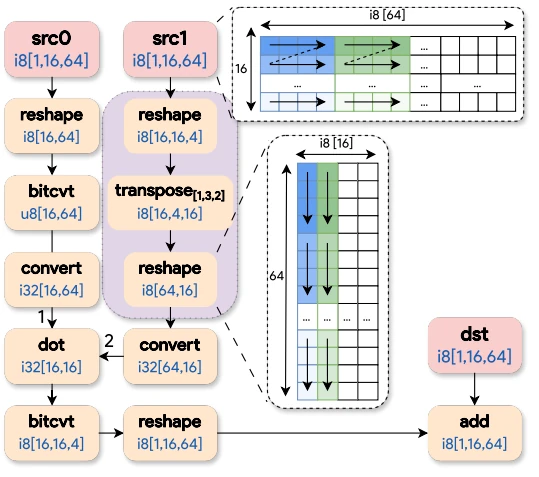 src0
i8[1,16,64]
src1
i8[1,16,64]
i8 [64]
16
...
...
...
...
...
reshape
i8[16,64]
reshape
i8[16,16,4]
bitcvt
u8[16,64]
transpose[1,3,2]
i8[16,4,16]
convert
i32[16,64]
reshape
i8[64,16]
i8 [16]
64
... ... ... ...
1
2
dot
i32[16,16]
convert
i32[64,16]
dst
i8[1,16,64]
bitcvt
i8[16,16,4]
reshape
i8[1,16,64]
add
i8[1,16,64]